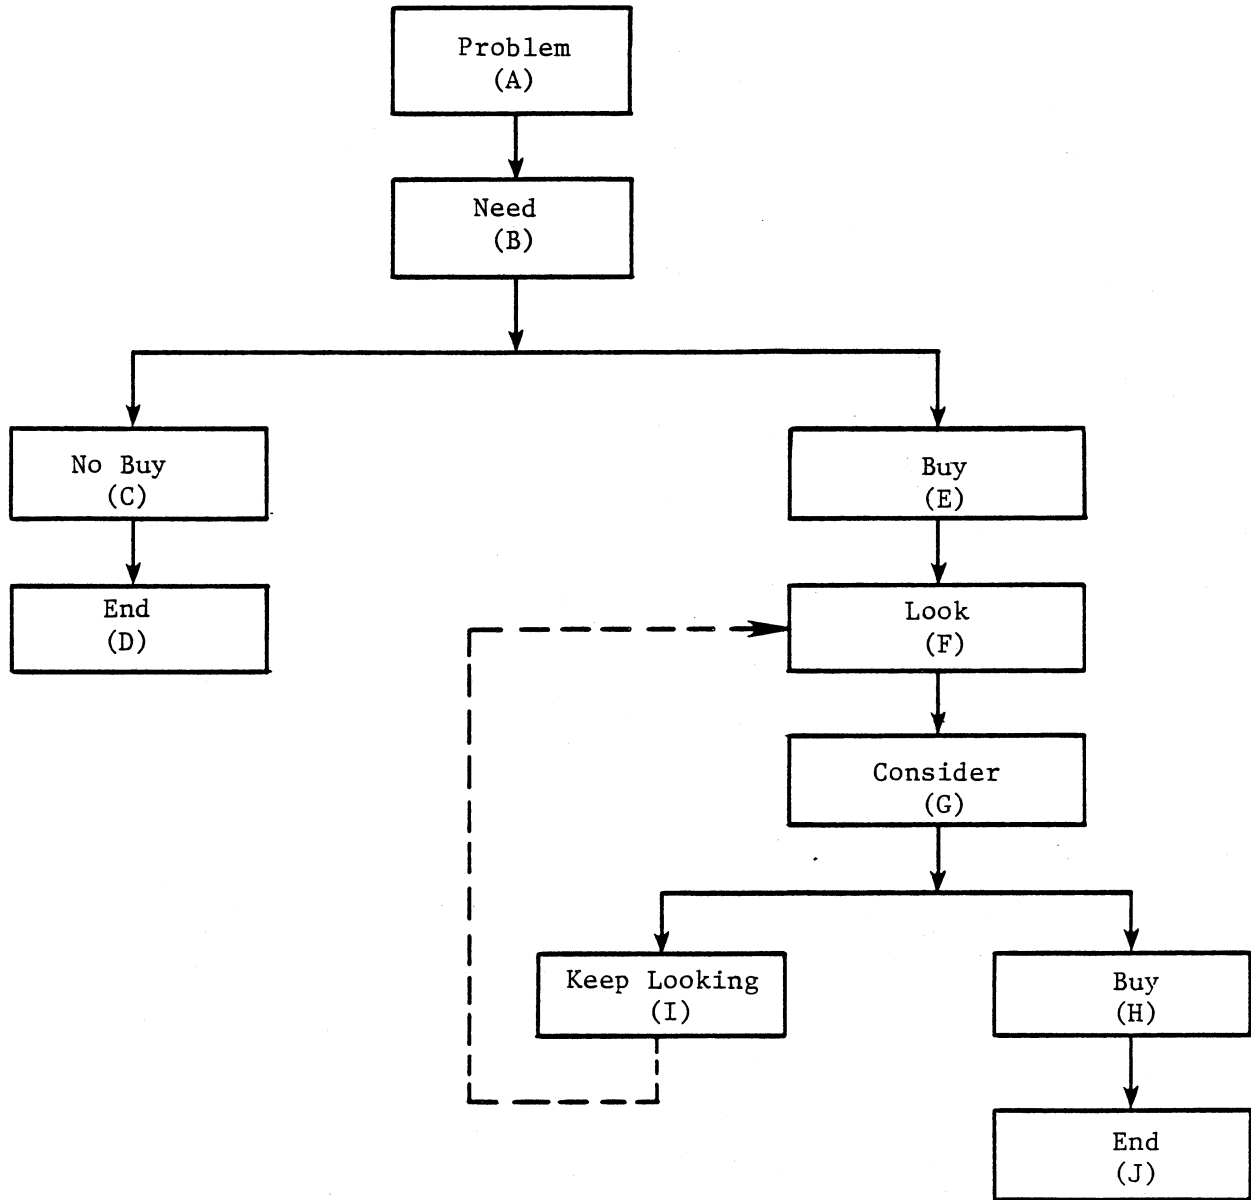 Problem
(A)
Need
(B)
No Buy
(C)
Buy
(E)
End
(D)
Look
(F)
Consider
(G)
Keep Looking
(I)
Buy
(H)
End
(J)